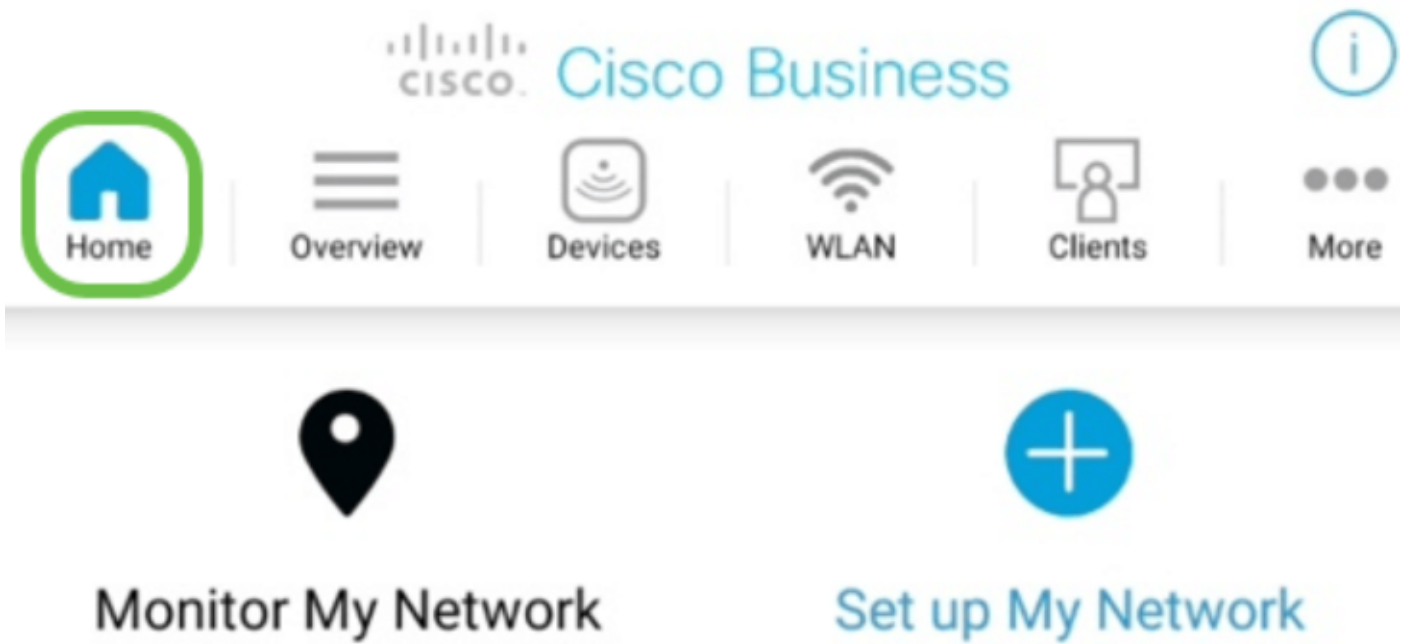 CISCO. Cisco Business i
Home Overview Devices WLAN Clients More
Monitor My Network Set up My Network